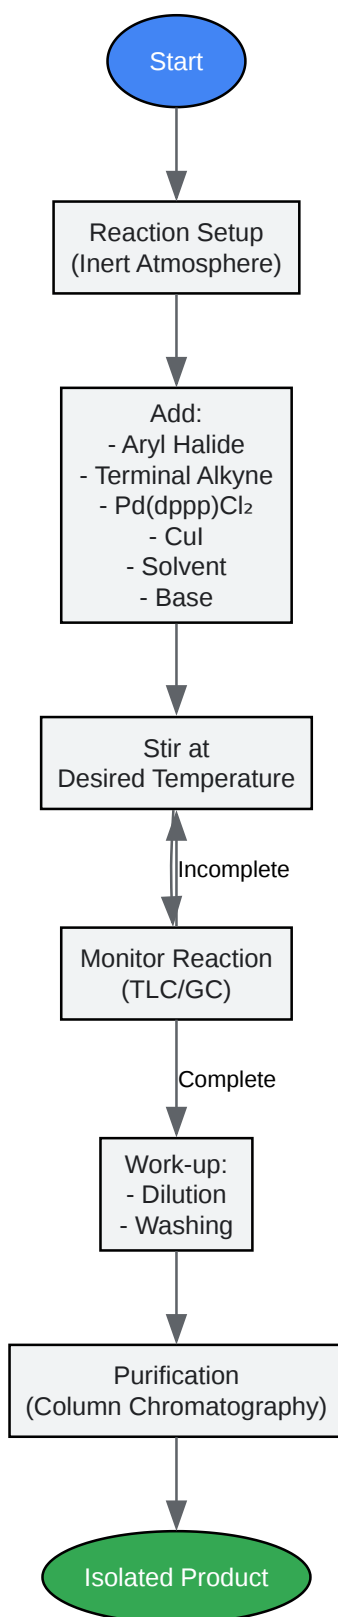 Start
Reaction Setup
(Inert Atmosphere)
Add:
- Aryl Halide
- Terminal Alkyne
- Pd(dppp)Cl₂
- CuI
- Solvent
- Base
Stir at
Desired Temperature
Incomplete
Monitor Reaction
(TLC/GC)
Complete
Work-up:
- Dilution
- Washing
Purification
(Column Chromatography)
Isolated Product